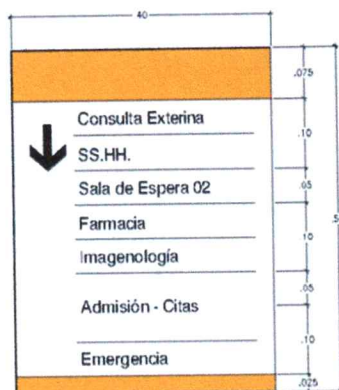 40
.075
Consulta Exterina
.10
SS.HH.
Sala de Espera 02
.05
Farmacia
.10
Imagenología
.05
Admisión - Citas
.10
Emergencia
.025